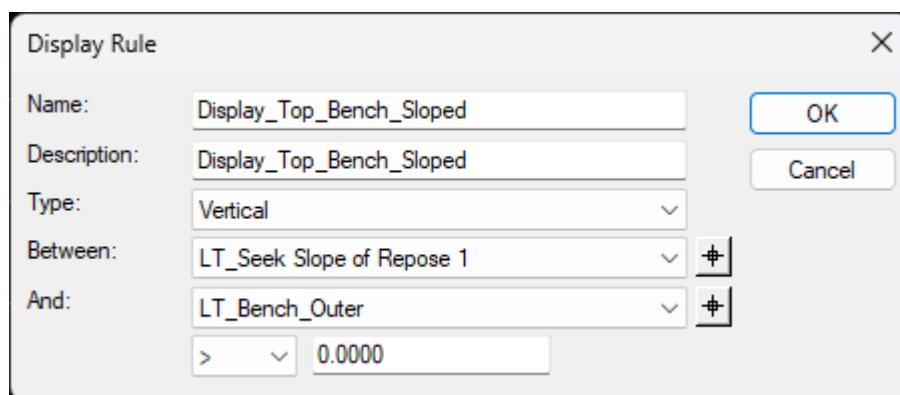 Display Rule
Name:
Display_Top_Bench_Sloped
OK
Description:
Display_Top_Bench_Sloped
Cancel
Type:
Vertical
Between:
LT_Seek Slope of Repose 1
And:
LT_Bench_Outer
>
0.0000